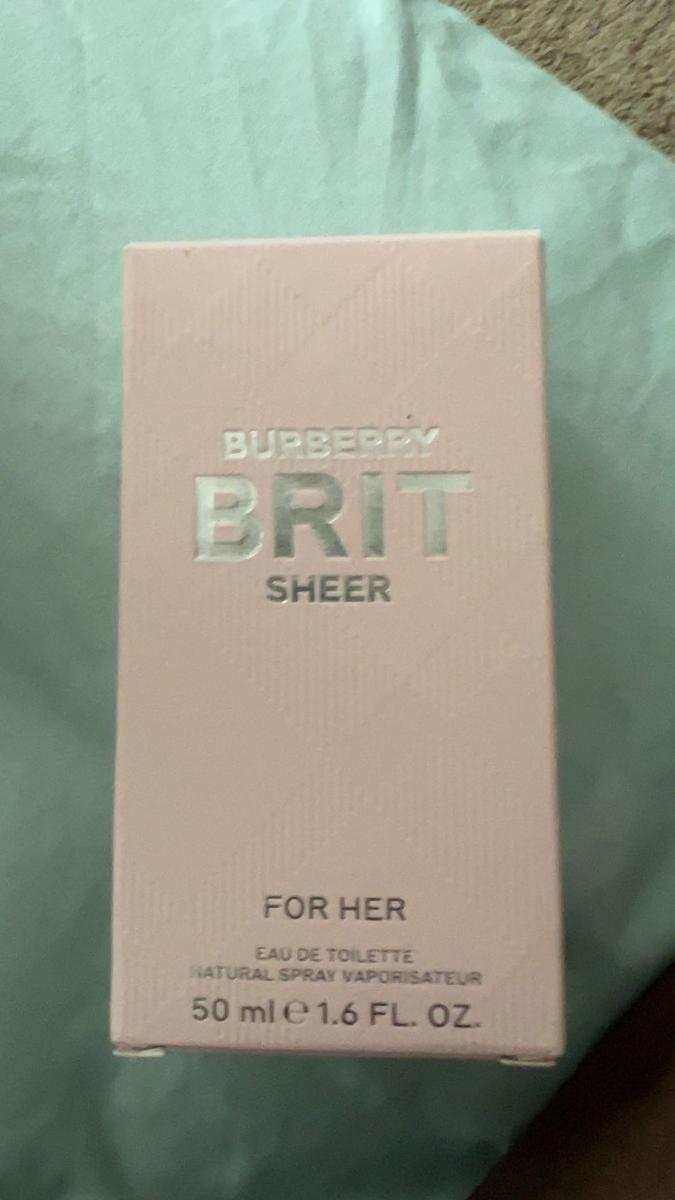 BURBERRY
BRIT
SHEER
FOR HER
EAU DE TOILETTE
NATURAL SPRAY VAPORISATEUR
50 ml ℮ 1.6 FL. OZ.